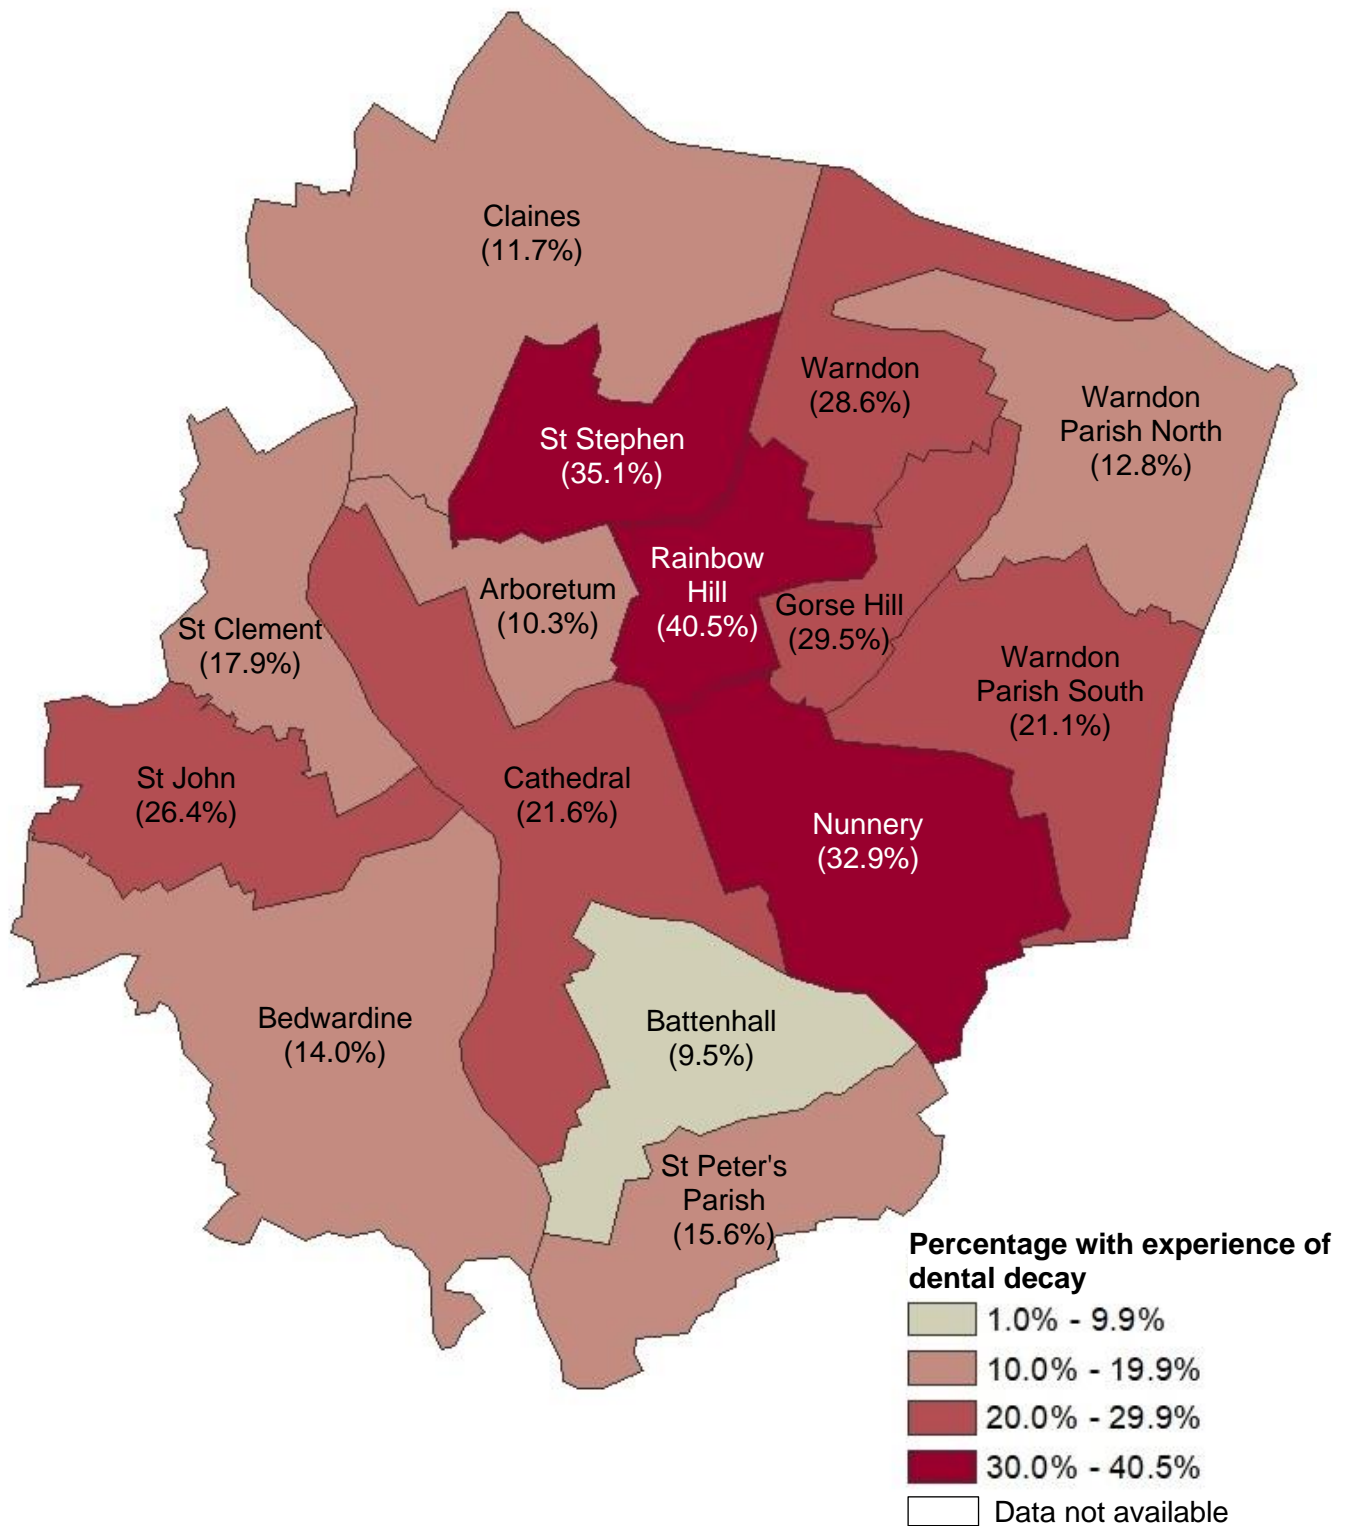 Claines
(11.7%)
Warndon
(28.6%)
Warndon
Parish North
(12.8%)
St Stephen
(35.1%)
Rainbow
Hill
(40.5%)
Arboretum
(10.3%)
Gorse Hill
(29.5%)
St Clement
(17.9%)
Warndon
Parish South
(21.1%)
St John
(26.4%)
Cathedral
(21.6%)
Nunnery
(32.9%)
Bedwardine
(14.0%)
Battenhall
(9.5%)
St Peter's
Parish
(15.6%)
Percentage with experience of
dental decay
1.0% - 9.9%
10.0% - 19.9%
20.0% - 29.9%
30.0% - 40.5%
Data not available